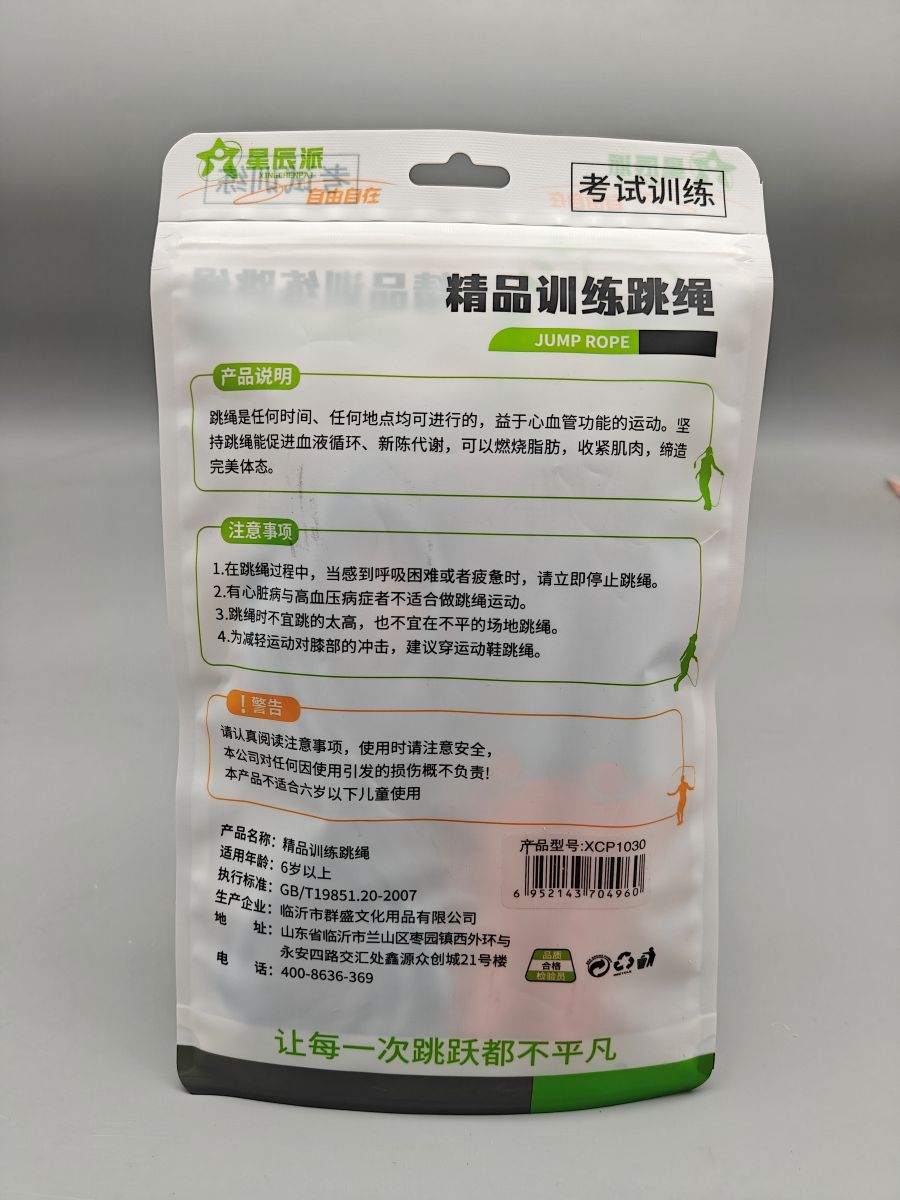 星辰派
XINGCHENPAI
自由自在
考试训练
精品训练跳绳
JUMP ROPE
产品说明
跳绳是任何时间、任何地点均可进行的，益于心血管功能的运动。坚
持跳绳能促进血液循环、新陈代谢，可以燃烧脂肪，收紧肌肉，缔造
完美体态。
注意事项
1.在跳绳过程中，当感到呼吸困难或者疲惫时，请立即停止跳绳。
2.有心脏病与高血压病症者不适合做跳绳运动。
3.跳绳时不宜跳的太高，也不宜在不平的场地跳绳。
4.为减轻运动对膝部的冲击，建议穿运动鞋跳绳。
！警告
请认真阅读注意事项，使用时请注意安全，
本公司对任何因使用引发的损伤概不负责!
本产品不适合六岁以下儿童使用
产品名称：精品训练跳绳
适用年龄：6岁以上
执行标准：GB/T19851.20-2007
生产企业：临沂市群盛文化用品有限公司
地 址：山东省临沂市兰山区枣园镇西外环与
永安四路交汇处鑫源众创城21号楼
电 话：400-8636-369
产品型号:XCP1030
6 952143 704960
品质
合格
检验员
让每一次跳跃都不平凡